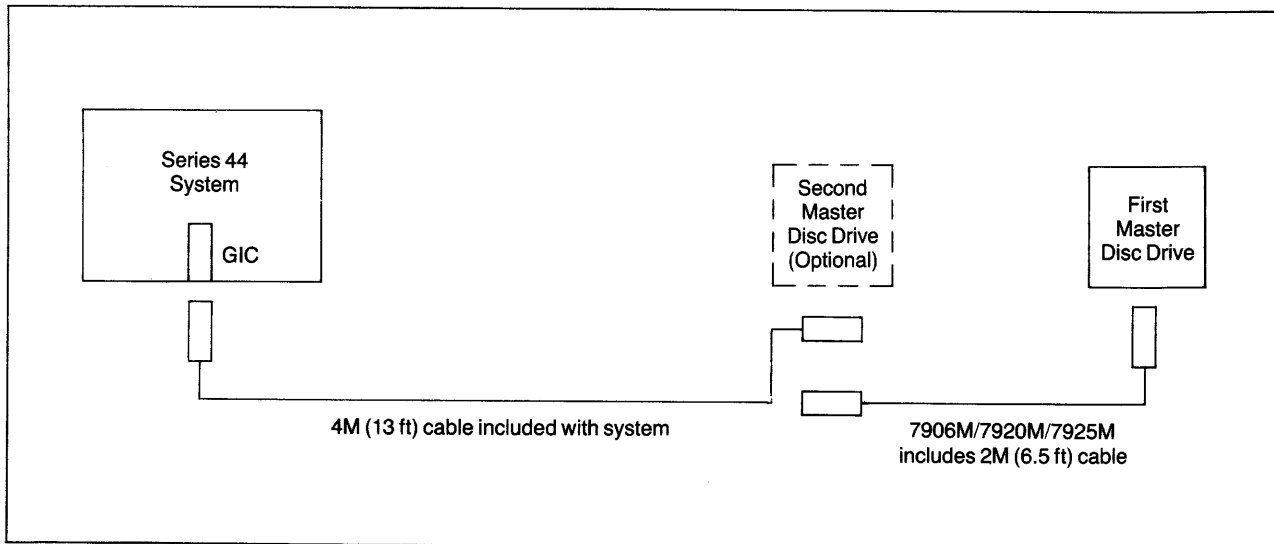 Series 44
System
GIC
Second
Master
Disc Drive
(Optional)
First
Master
Disc Drive
4M (13 ft) cable included with system
7906M/7920M/7925M
includes 2M (6.5 ft) cable